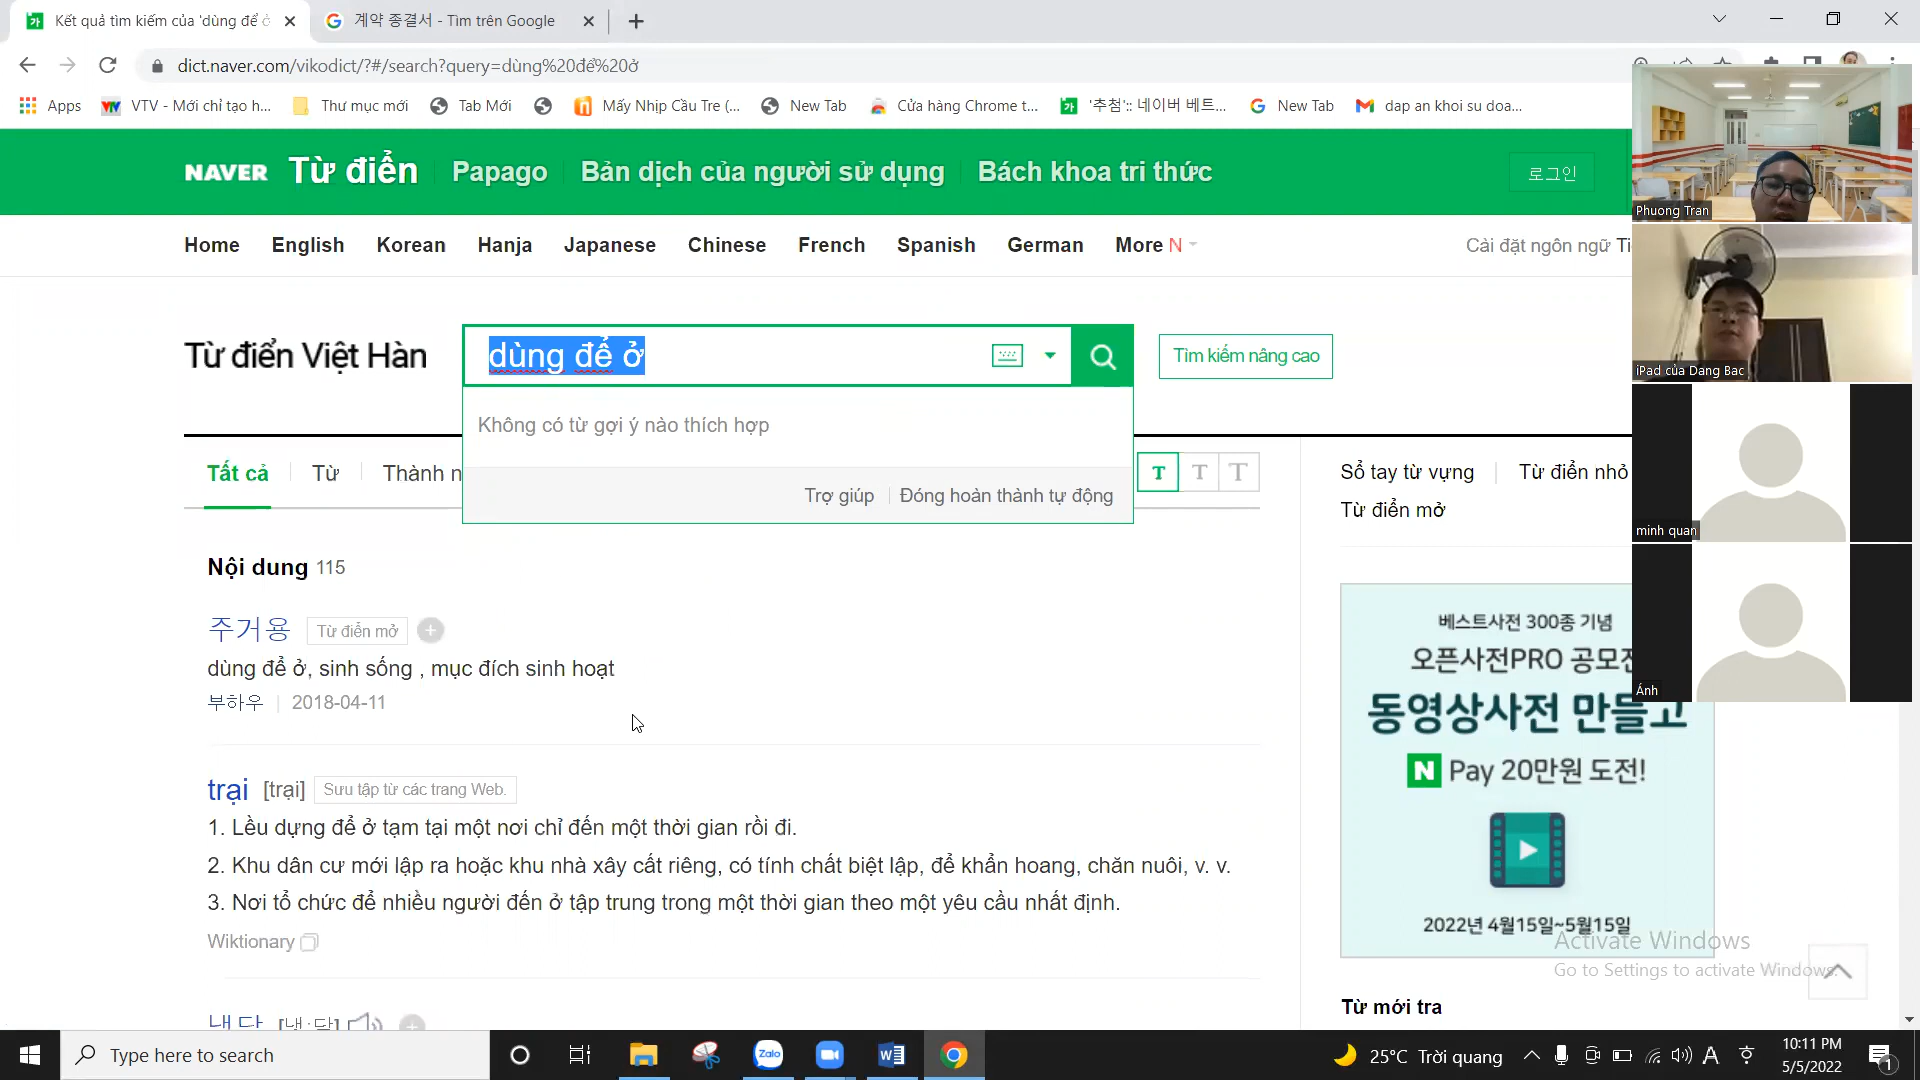 Kết quả tìm kiếm của 'dùng để ở
계약 종결서 - Tìm trên Google
dict.naver.com/vikodict/?#/search?query=dùng%20để%20ở
Apps
VTV - Mới chỉ tạo h...
Thư mục mới
Tab Mới
Mấy Nhịp Cầu Tre (...
New Tab
Cửa hàng Chrome t...
'추첨':: 네이버 베트...
New Tab
dap an khoi su doa...
NAVER Từ điển
Papago
Bản dịch của người sử dụng
Bách khoa tri thức
로그인
Home
English
Korean
Hanja
Japanese
Chinese
French
Spanish
German
More N
Cài đặt ngôn ngữ Ti
Từ điển Việt Hàn
dùng để ở
Tìm kiếm nâng cao
Không có từ gợi ý nào thích hợp
Trợ giúp
Đóng hoàn thành tự động
Tất cả
Từ
Thành n
T T T
Sổ tay từ vựng
Từ điển nhỏ
Từ điển mở
Nội dung 115
주거용 Từ điển mở
dùng để ở, sinh sống , mục đích sinh hoạt
부하우 2018-04-11
trại [trại] Sưu tập từ các trang Web.
1. Lều dựng để ở tạm tại một nơi chỉ đến một thời gian rồi đi.
2. Khu dân cư mới lập ra hoặc khu nhà xây cất riêng, có tính chất biệt lập, để khẩn hoang, chăn nuôi, v. v.
3. Nơi tổ chức để nhiều người đến ở tập trung trong một thời gian theo một yêu cầu nhất định.
Wiktionary
베스트사전 300종 기념
오픈사전PRO 공모전
동영상사전 만들고
N Pay 20만원 도전!
2022년 4월15일~5월15일
Từ mới tra
Activate Windows
Go to Settings to activate Windows.
Phuong Tran
iPad của Dang Bac
minh quan
Ánh
Type here to search
Zalo
25°C Trời quang
A
10:11 PM
5/5/2022
1